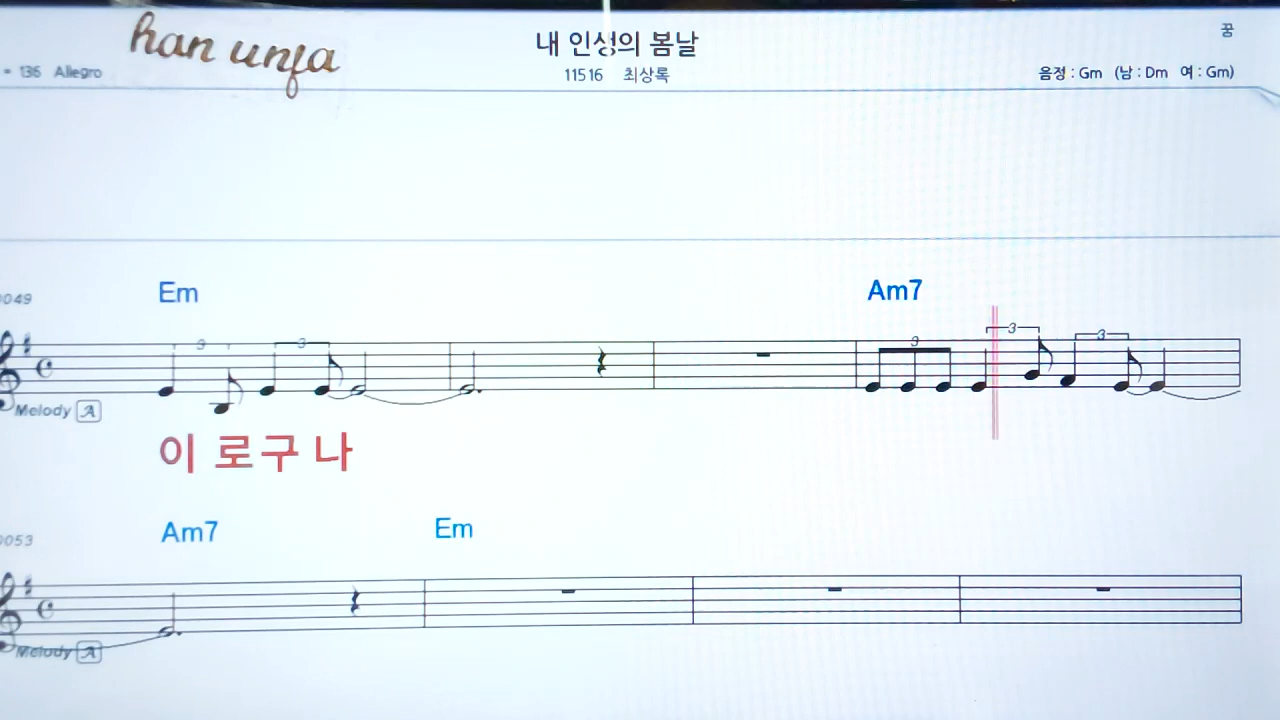 han unja
내 인생의 봄날
꿈
= 136 Allegro
11516 최상록
음정 : Gm (남 : Dm 여 : Gm)
Em
Am7
0049
3 3 3 3 3
Melody A
이 로구 나
Am7
Em
0053
Melody A